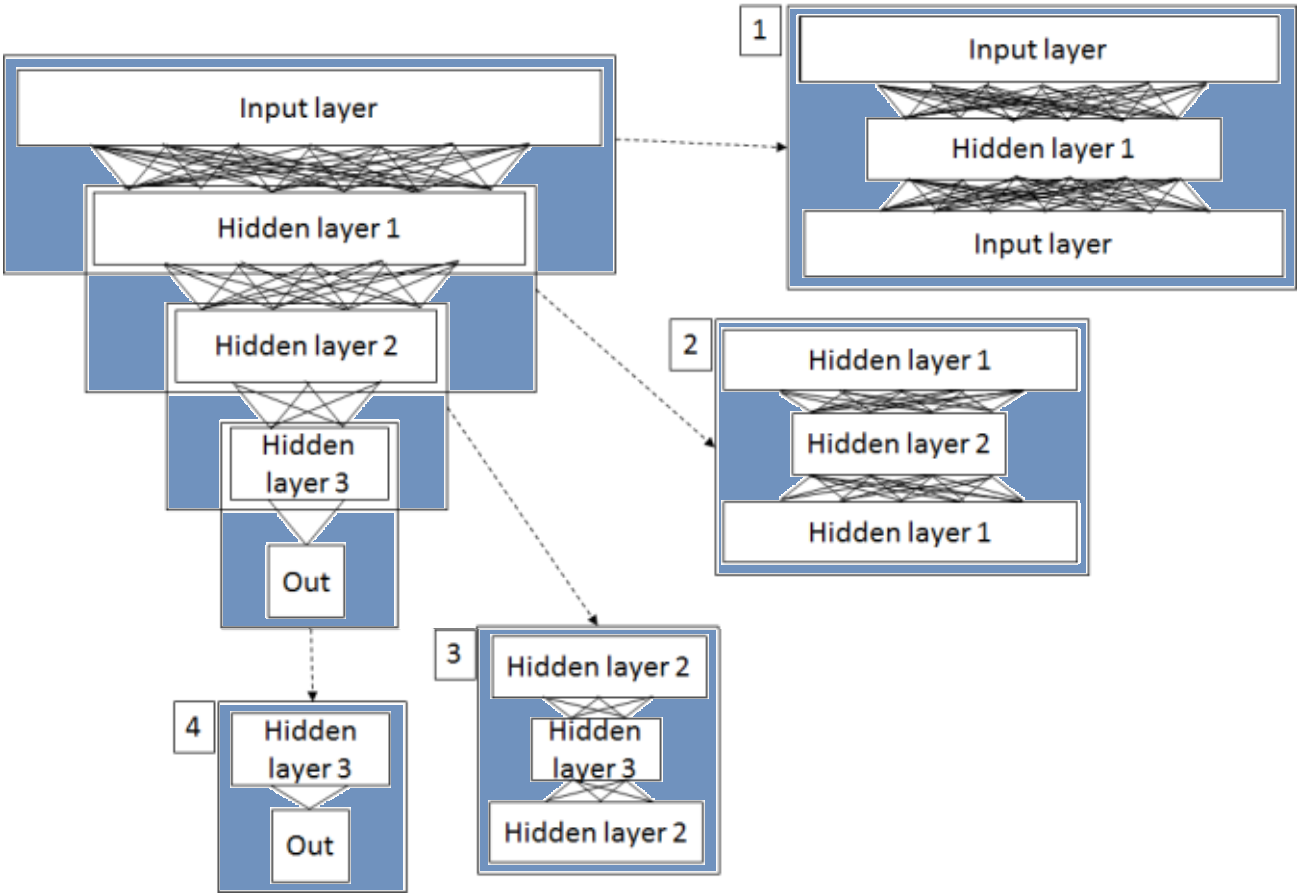 Input layer
Hidden layer 1
Hidden layer 2
Hidden
layer 3
Out
1
Input layer
Hidden layer 1
Input layer
2
Hidden layer 1
Hidden layer 2
Hidden layer 1
3
Hidden layer 2
Hidden
layer 3
Hidden layer 2
4
Hidden
layer 3
Out